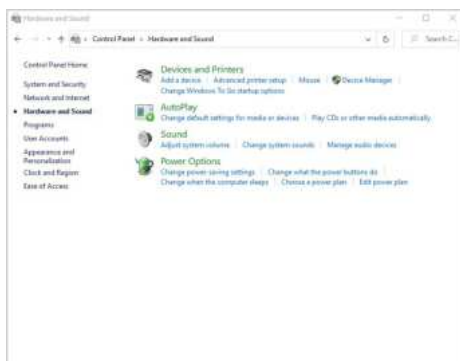 Hardware and Sound
Control Panel > Hardware and Sound
Search C...
Control Panel Home
System and Security
Network and Internet
Hardware and Sound
Programs
User Accounts
Appearance and
Personalization
Clock and Region
Ease of Access
Devices and Printers
Add a device | Advanced printer setup | Mouse | Device Manager |
Change Windows To Go startup options
AutoPlay
Change default settings for media or devices | Play CDs or other media automatically
Sound
Adjust system volume | Change system sounds | Manage audio devices
Power Options
Change power-saving settings | Change what the power buttons do |
Change when the computer sleeps | Choose a power plan | Edit power plan